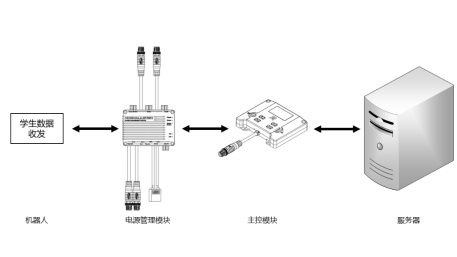 学生数据
收发
机器人
电源管理模块
主控模块
服务器